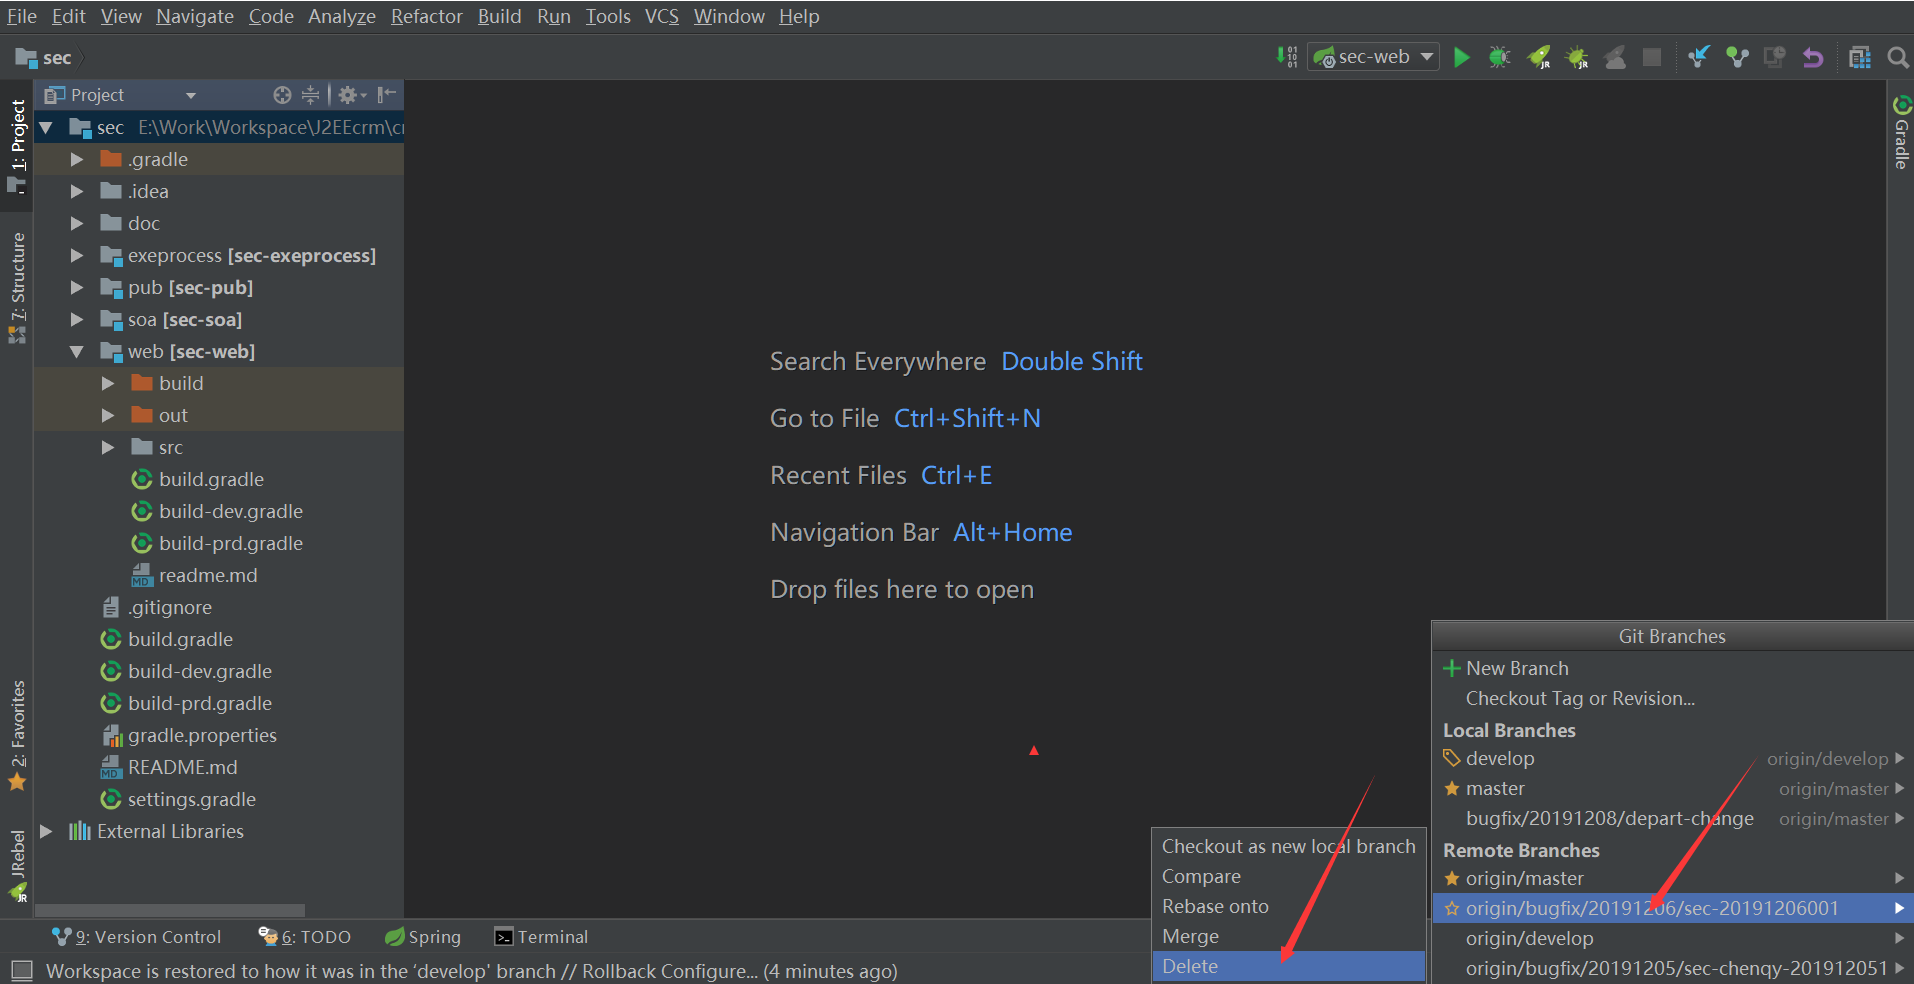 File Edit View Navigate Code Analyze Refactor Build Run Tools VCS Window Help
sec
sec-web
Project
1: Project
7: Structure
2: Favorites
JRebel
Gradle
sec E:\Work\Workspace\J2EEcrm\cr
.gradle
.idea
doc
exeprocess [sec-exeprocess]
pub [sec-pub]
soa [sec-soa]
web [sec-web]
build
out
src
build.gradle
build-dev.gradle
build-prd.gradle
readme.md
.gitignore
build.gradle
build-dev.gradle
build-prd.gradle
gradle.properties
README.md
settings.gradle
External Libraries
Search Everywhere Double Shift
Go to File Ctrl+Shift+N
Recent Files Ctrl+E
Navigation Bar Alt+Home
Drop files here to open
Git Branches
New Branch
Checkout Tag or Revision...
Local Branches
develop origin/develop
master origin/master
bugfix/20191208/depart-change origin/master
Remote Branches
origin/master
origin/bugfix/20191206/sec-20191206001
origin/develop
origin/bugfix/20191205/sec-chenqy-201912051
Checkout as new local branch
Compare
Rebase onto
Merge
Delete
9: Version Control 6: TODO Spring Terminal
Workspace is restored to how it was in the 'develop' branch // Rollback Configure... (4 minutes ago)